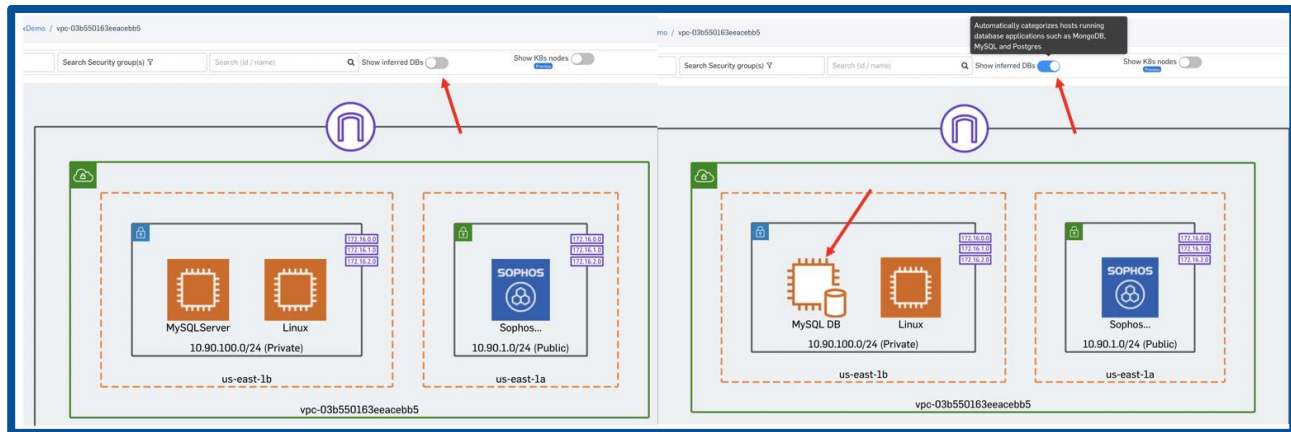 ‹Demo / vpc-03b550163eeacebb5
Search Security group(s)
Search (id / name)
Show inferred DBs
Show K8s nodes
Preview
172.16.0.0
172.16.1.0
172.16.2.0
MySQLServer
Linux
10.90.100.0/24 (Private)
us-east-1b
172.16.0.0
172.16.1.0
172.16.2.0
SOPHOS
Sophos...
10.90.1.0/24 (Public)
us-east-1a
vpc-03b550163eeacebb5
mo / vpc-03b550163eeacebb5
Automatically categorizes hosts running
database applications such as MongoDB,
MySQL and Postgres
Search Security group(s)
Search (id / name)
Show inferred DBs
Show K8s nodes
Preview
172.16.0.0
172.16.1.0
172.16.2.0
MySQL DB
Linux
10.90.100.0/24 (Private)
us-east-1b
172.16.0.0
172.16.1.0
172.16.2.0
SOPHOS
Sophos...
10.90.1.0/24 (Public)
us-east-1a
vpc-03b550163eeacebb5